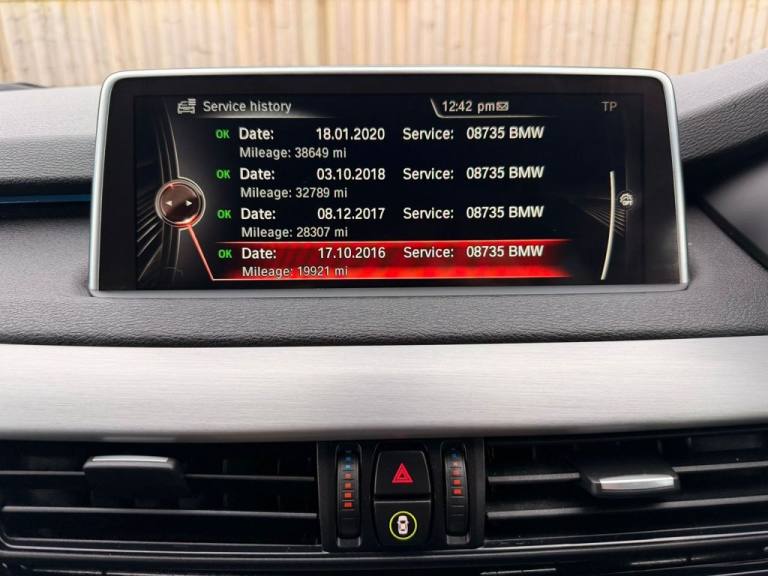 Service history 12:42 pm TP
OK Date: 18.01.2020 Service: 08735 BMW
Mileage: 38649 mi
OK Date: 03.10.2018 Service: 08735 BMW
Mileage: 32789 mi
OK Date: 08.12.2017 Service: 08735 BMW
Mileage: 28307 mi
OK Date: 17.10.2016 Service: 08735 BMW
Mileage: 19921 mi